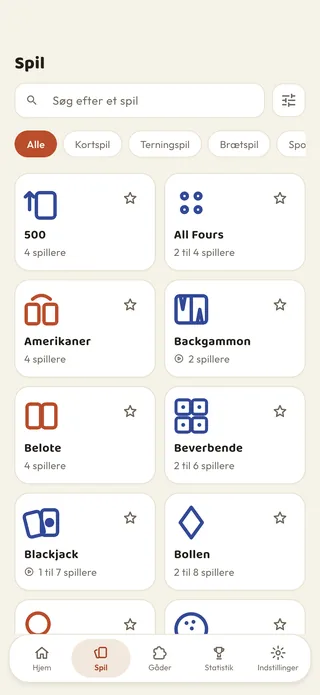 Spil
Søg efter et spil
Alle
Kortspil
Terningspil
Brætspil
Spo
500
4 spillere
All Fours
2 til 4 spillere
Amerikaner
4 spillere
Backgammon
2 spillere
Belote
4 spillere
Beverbende
2 til 6 spillere
Blackjack
1 til 7 spillere
Bollen
2 til 8 spillere
Hjem
Spil
Gåder
Statistik
Indstillinger